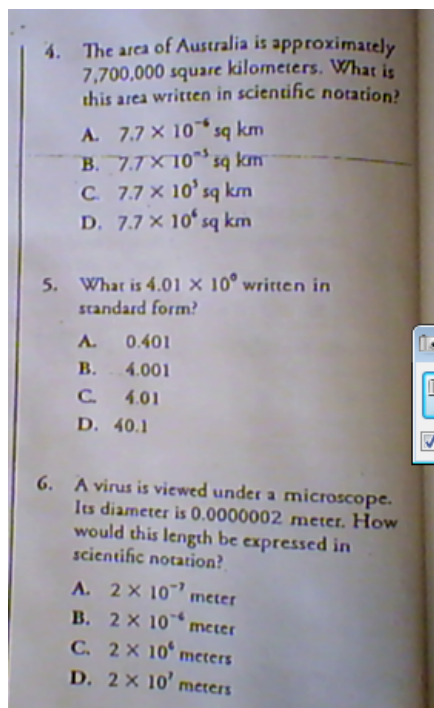 4. The area of Australia is approximately
7,700,000 square kilometers. What is
this area written in scientific notation?
A. 7.7 × 10⁻⁶ sq km
B. 7.7 × 10⁻⁵ sq km
C. 7.7 × 10⁵ sq km
D. 7.7 × 10⁶ sq km
5. What is 4.01 × 10⁰ written in
standard form?
A. 0.401
B. 4.001
C. 4.01
D. 40.1
6. A virus is viewed under a microscope.
Its diameter is 0.0000002 meter. How
would this length be expressed in
scientific notation?
A. 2 × 10⁻⁷ meter
B. 2 × 10⁻⁶ meter
C. 2 × 10⁶ meters
D. 2 × 10⁷ meters